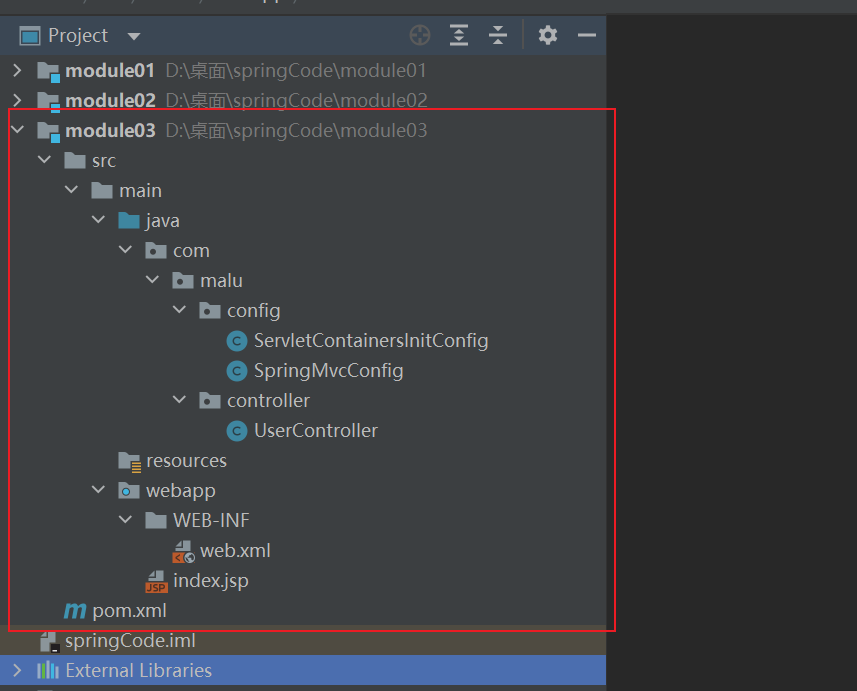 Project
module01 D:\桌面\springCode\module01
module02 D:\桌面\springCode\module02
module03 D:\桌面\springCode\module03
src
main
java
com
malu
config
C ServletContainersInitConfig
C SpringMvcConfig
controller
C UserController
resources
webapp
WEB-INF
web.xml
JSP index.jsp
m pom.xml
springCode.iml
External Libraries